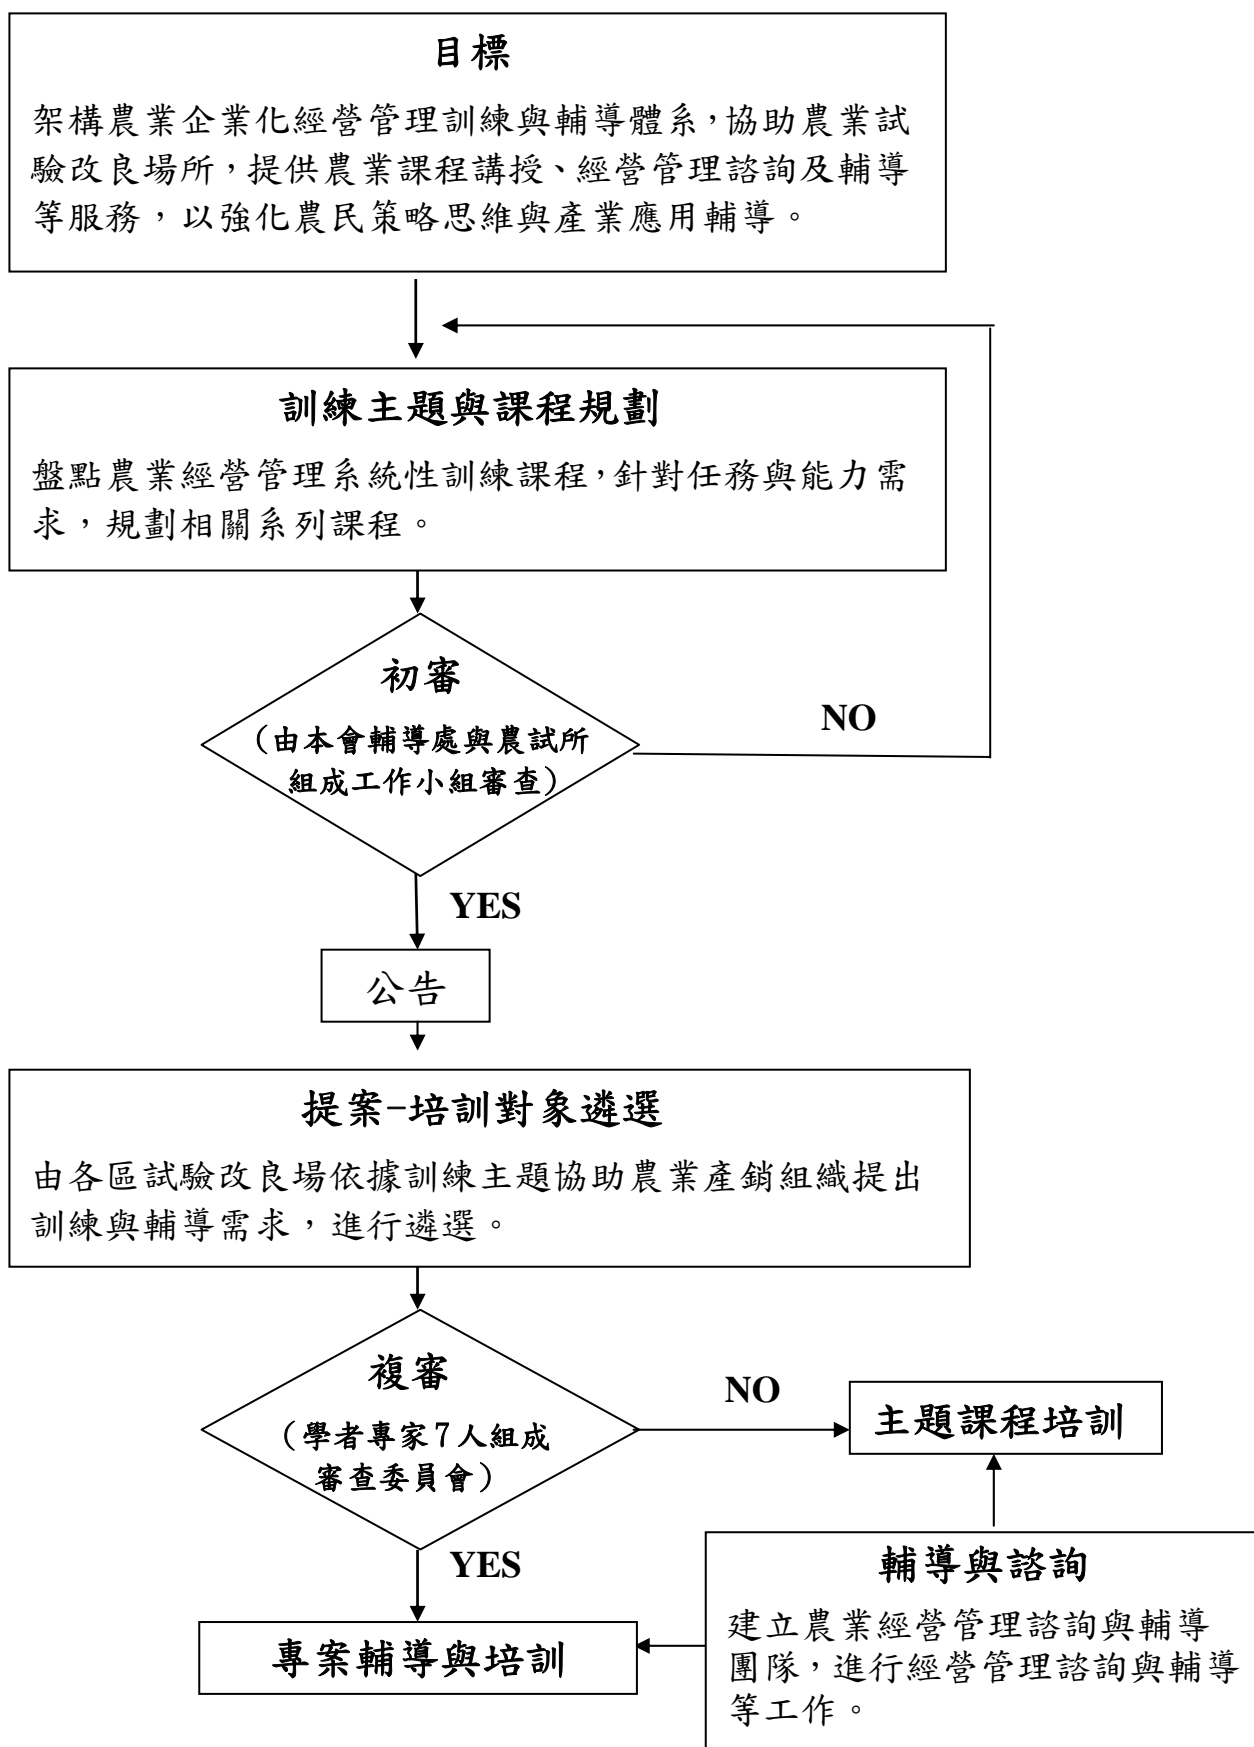 目標
架構農業企業化經營管理訓練與輔導體系，協助農業試
驗改良場所，提供農業課程講授、經營管理諮詢及輔導
等服務，以強化農民策略思維與產業應用輔導。
訓練主題與課程規劃
盤點農業經營管理系統性訓練課程，針對任務與能力需
求，規劃相關系列課程。
初審
（由本會輔導處與農試所
組成工作小組審查）
NO
YES
公告
提案-培訓對象遴選
由各區試驗改良場依據訓練主題協助農業產銷組織提出
訓練與輔導需求，進行遴選。
複審
（學者專家7人組成
審查委員會）
NO
主題課程培訓
YES
專案輔導與培訓
輔導與諮詢
建立農業經營管理諮詢與輔導
團隊，進行經營管理諮詢與輔導
等工作。